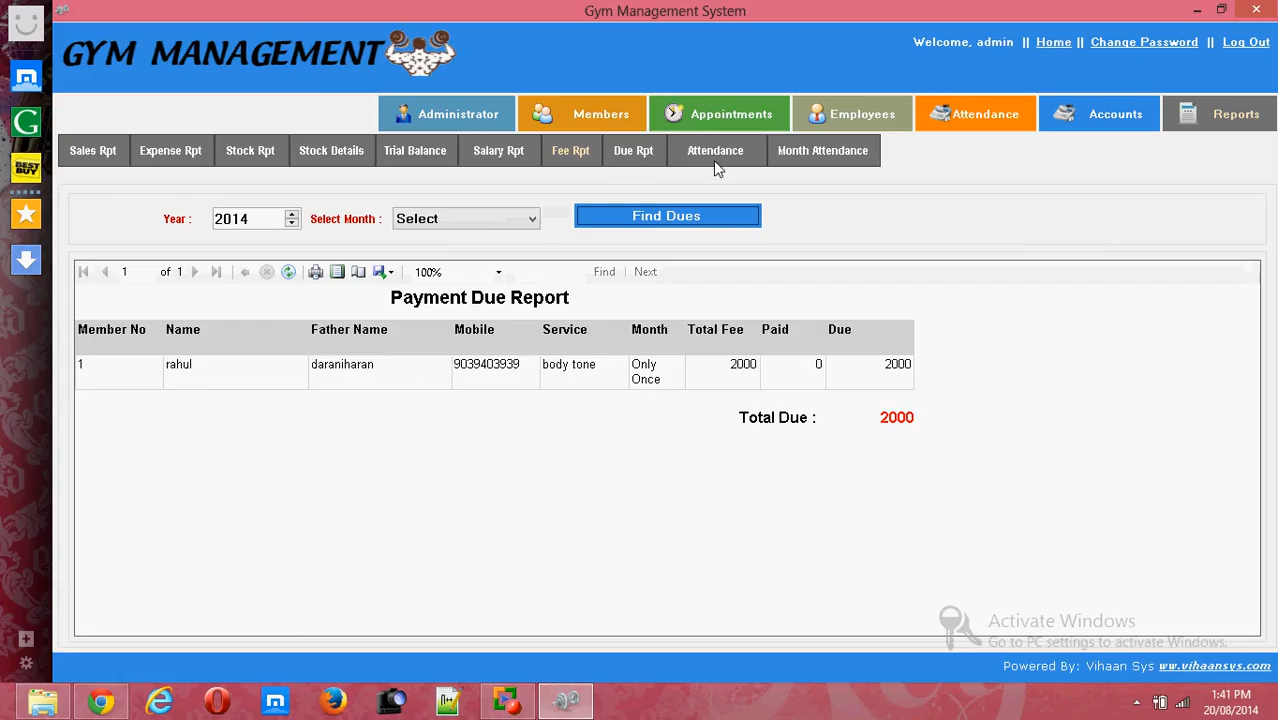 Gym Management System
GYM MANAGEMENT
Welcome, admin || Home || Change Password || Log Out
Administrator Members Appointments Employees Attendance Accounts Reports
Sales Rpt Expense Rpt Stock Rpt Stock Details Trial Balance Salary Rpt Fee Rpt Due Rpt Attendance Month Attendance
Year : 2014 Select Month : Select Find Dues
1 of 1 100% Find Next
Payment Due Report
Member No Name Father Name Mobile Service Month Total Fee Paid Due
1 rahul daraniharan 9039403939 body tone Only 2000 0 2000
Once
Total Due : 2000
Activate Windows
Go to PC settings to activate Windows.
Powered By: Vihaan Sys ww.vihaansys.com
1:41 PM
20/08/2014
G
BEST
BUY